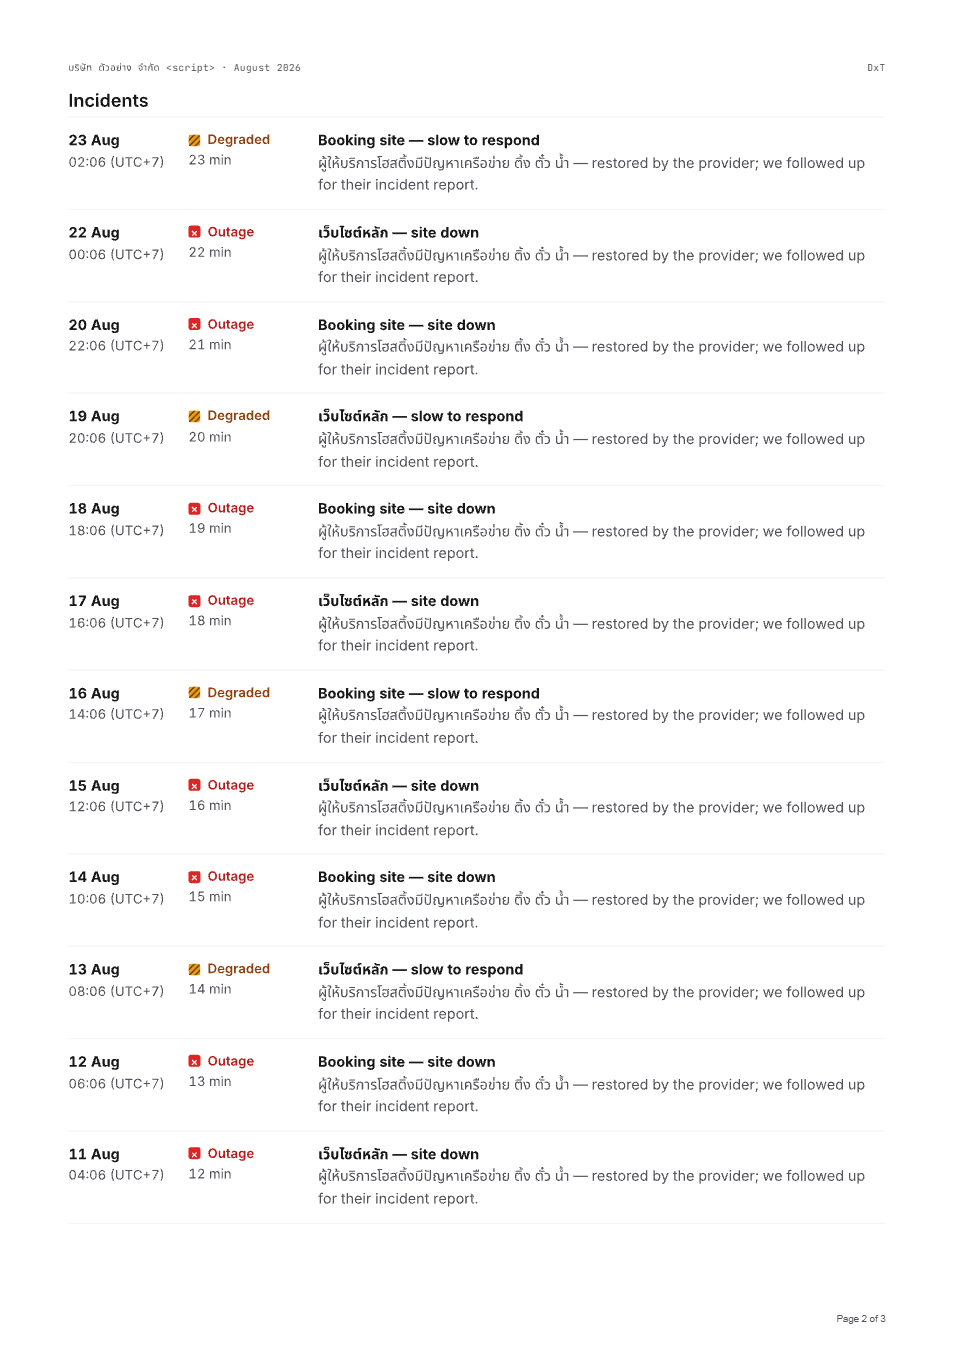 บริษัท ตัวอย่าง จำกัด <script> · August 2026
DxT
Incidents
23 Aug
Degraded
Booking site — slow to respond
02:06 (UTC+7)
23 min
ผู้ให้บริการโฮสติ้งมีปัญหาเครือข่าย ติ้ง ตั๋ว น้ำ — restored by the provider; we followed up
for their incident report.
22 Aug
Outage
เว็บไซต์หลัก — site down
00:06 (UTC+7)
22 min
ผู้ให้บริการโฮสติ้งมีปัญหาเครือข่าย ติ้ง ตั๋ว น้ำ — restored by the provider; we followed up
for their incident report.
20 Aug
Outage
Booking site — site down
22:06 (UTC+7)
21 min
ผู้ให้บริการโฮสติ้งมีปัญหาเครือข่าย ติ้ง ตั๋ว น้ำ — restored by the provider; we followed up
for their incident report.
19 Aug
Degraded
เว็บไซต์หลัก — slow to respond
20:06 (UTC+7)
20 min
ผู้ให้บริการโฮสติ้งมีปัญหาเครือข่าย ติ้ง ตั๋ว น้ำ — restored by the provider; we followed up
for their incident report.
18 Aug
Outage
Booking site — site down
18:06 (UTC+7)
19 min
ผู้ให้บริการโฮสติ้งมีปัญหาเครือข่าย ติ้ง ตั๋ว น้ำ — restored by the provider; we followed up
for their incident report.
17 Aug
Outage
เว็บไซต์หลัก — site down
16:06 (UTC+7)
18 min
ผู้ให้บริการโฮสติ้งมีปัญหาเครือข่าย ติ้ง ตั๋ว น้ำ — restored by the provider; we followed up
for their incident report.
16 Aug
Degraded
Booking site — slow to respond
14:06 (UTC+7)
17 min
ผู้ให้บริการโฮสติ้งมีปัญหาเครือข่าย ติ้ง ตั๋ว น้ำ — restored by the provider; we followed up
for their incident report.
15 Aug
Outage
เว็บไซต์หลัก — site down
12:06 (UTC+7)
16 min
ผู้ให้บริการโฮสติ้งมีปัญหาเครือข่าย ติ้ง ตั๋ว น้ำ — restored by the provider; we followed up
for their incident report.
14 Aug
Outage
Booking site — site down
10:06 (UTC+7)
15 min
ผู้ให้บริการโฮสติ้งมีปัญหาเครือข่าย ติ้ง ตั๋ว น้ำ — restored by the provider; we followed up
for their incident report.
13 Aug
Degraded
เว็บไซต์หลัก — slow to respond
08:06 (UTC+7)
14 min
ผู้ให้บริการโฮสติ้งมีปัญหาเครือข่าย ติ้ง ตั๋ว น้ำ — restored by the provider; we followed up
for their incident report.
12 Aug
Outage
Booking site — site down
06:06 (UTC+7)
13 min
ผู้ให้บริการโฮสติ้งมีปัญหาเครือข่าย ติ้ง ตั๋ว น้ำ — restored by the provider; we followed up
for their incident report.
11 Aug
Outage
เว็บไซต์หลัก — site down
04:06 (UTC+7)
12 min
ผู้ให้บริการโฮสติ้งมีปัญหาเครือข่าย ติ้ง ตั๋ว น้ำ — restored by the provider; we followed up
for their incident report.
Page 2 of 3